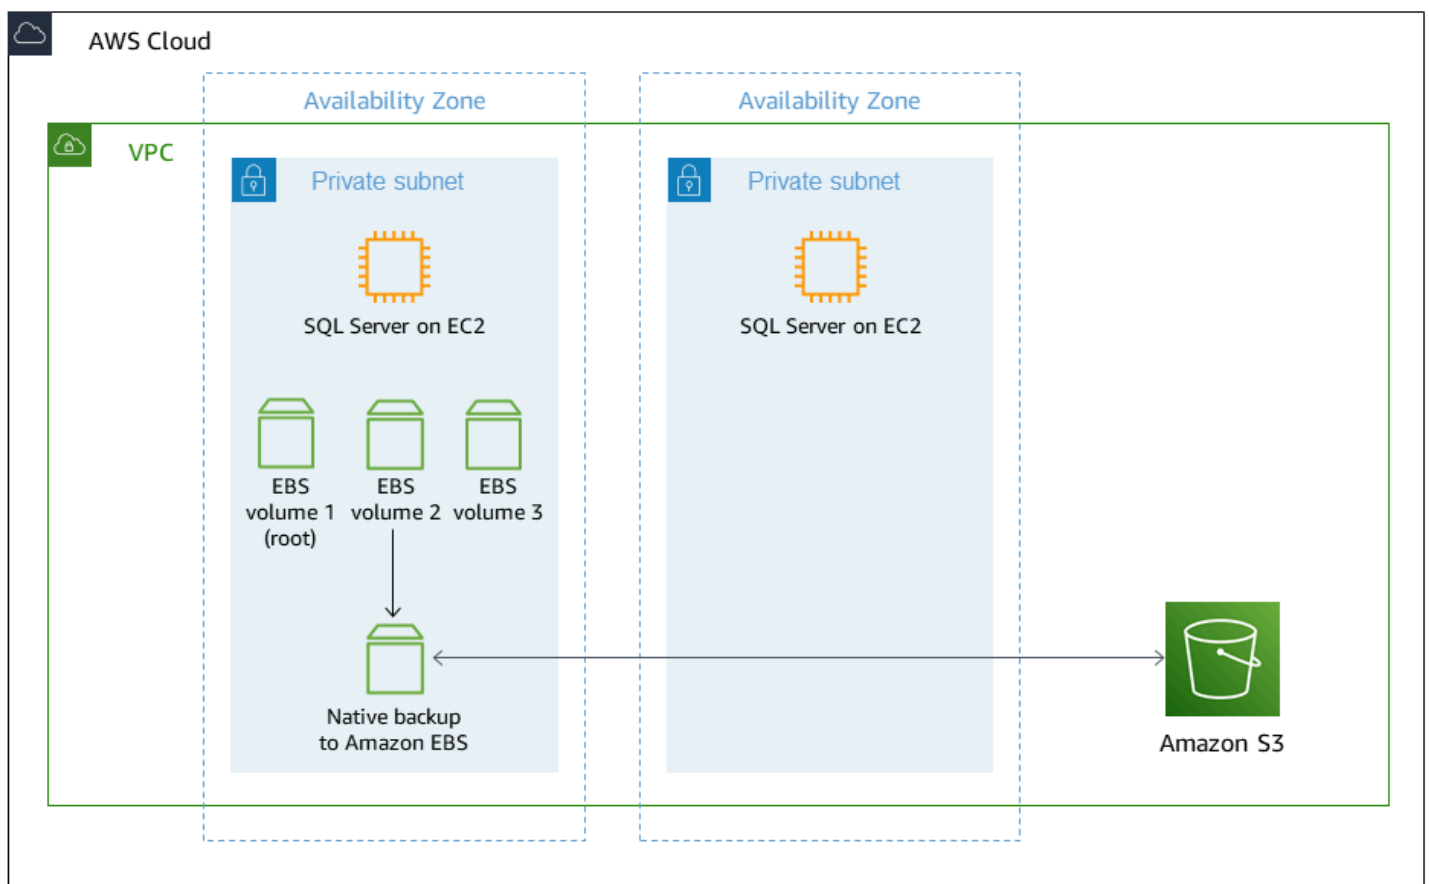 AWS Cloud
Availability Zone
Availability Zone
VPC
Private subnet
Private subnet
SQL Server on EC2
SQL Server on EC2
EBS
volume 1
(root)
EBS
volume 2
EBS
volume 3
Native backup
to Amazon EBS
Amazon S3